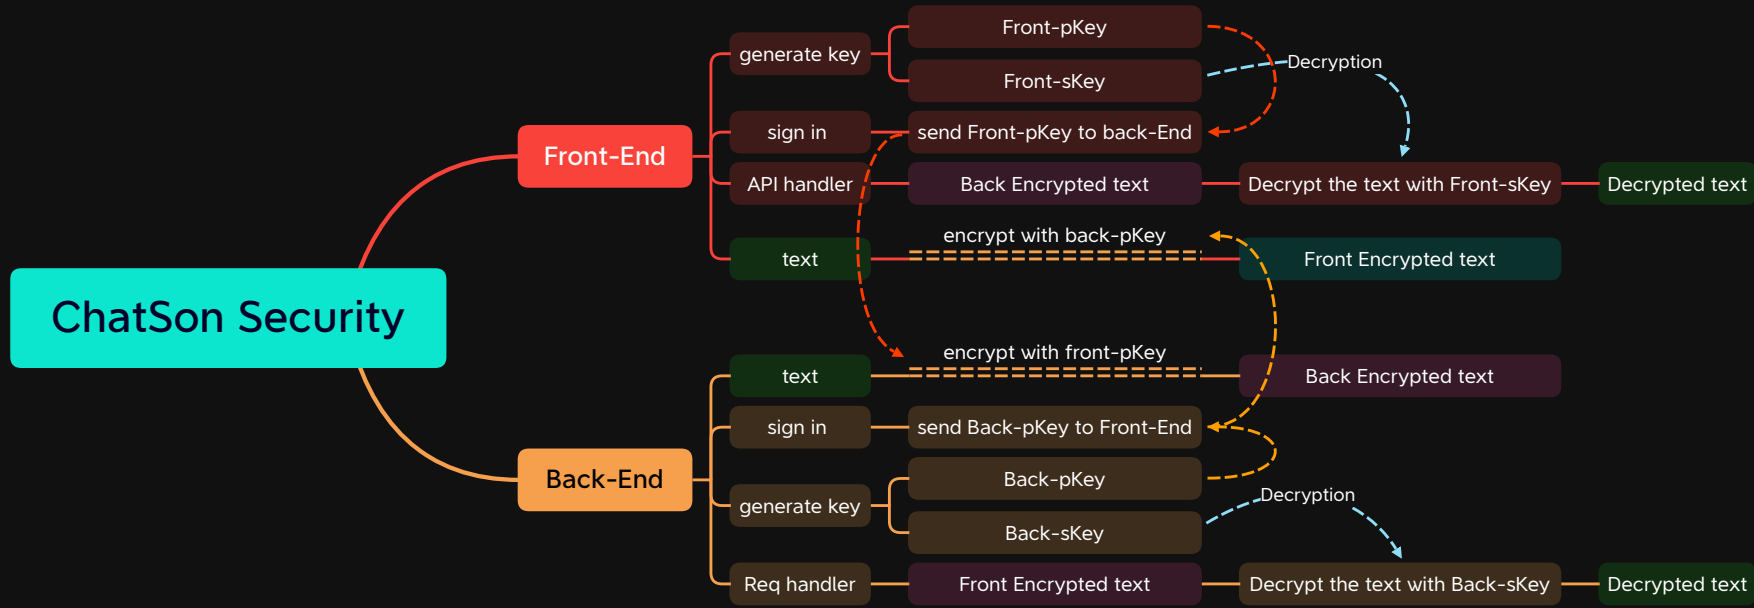 ChatSon Security
Front-End
generate key
Front-pKey
Front-sKey
Decryption
sign in
send Front-pKey to back-End
API handler
Back Encrypted text
Decrypt the text with Front-sKey
Decrypted text
text
encrypt with back-pKey
Front Encrypted text
Back-End
text
encrypt with front-pKey
Back Encrypted text
sign in
send Back-pKey to Front-End
generate key
Back-pKey
Back-sKey
Decryption
Req handler
Front Encrypted text
Decrypt the text with Back-sKey
Decrypted text